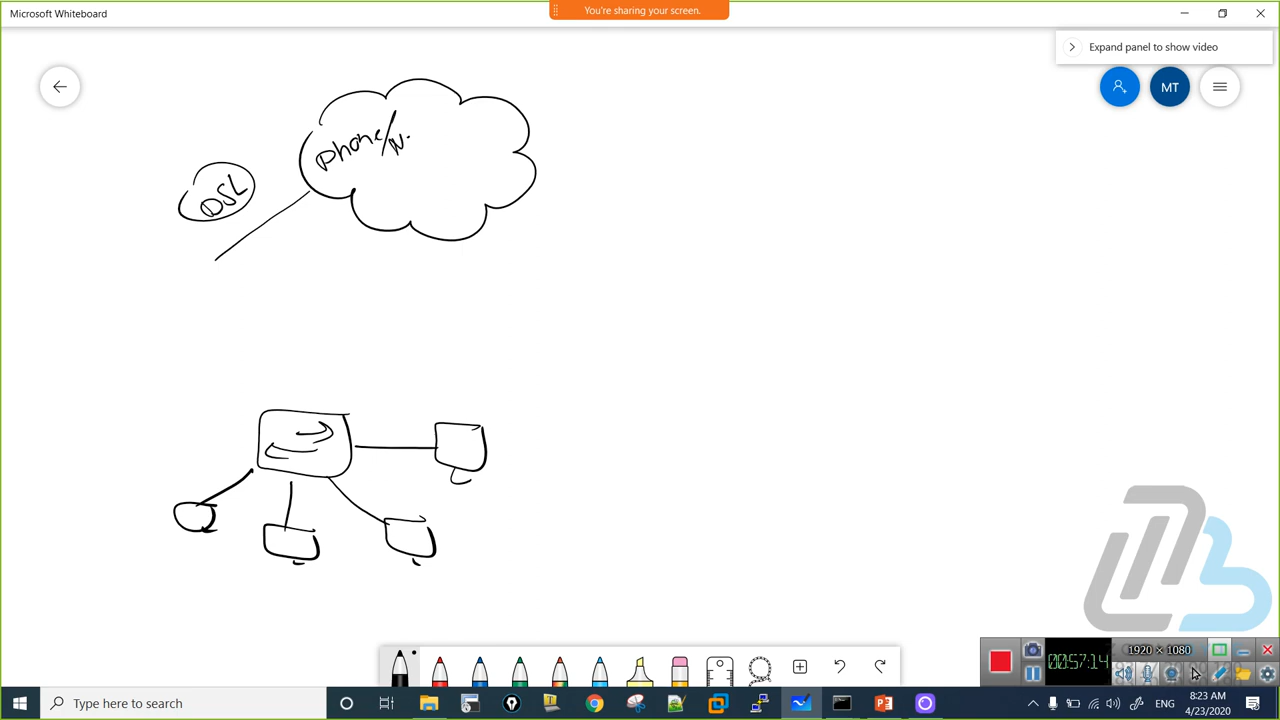 Microsoft Whiteboard
You're sharing your screen.
Expand panel to show video
MT
phone/
DSL
00:57:14
1920 × 1080
Type here to search
ENG
8:23 AM
4/23/2020